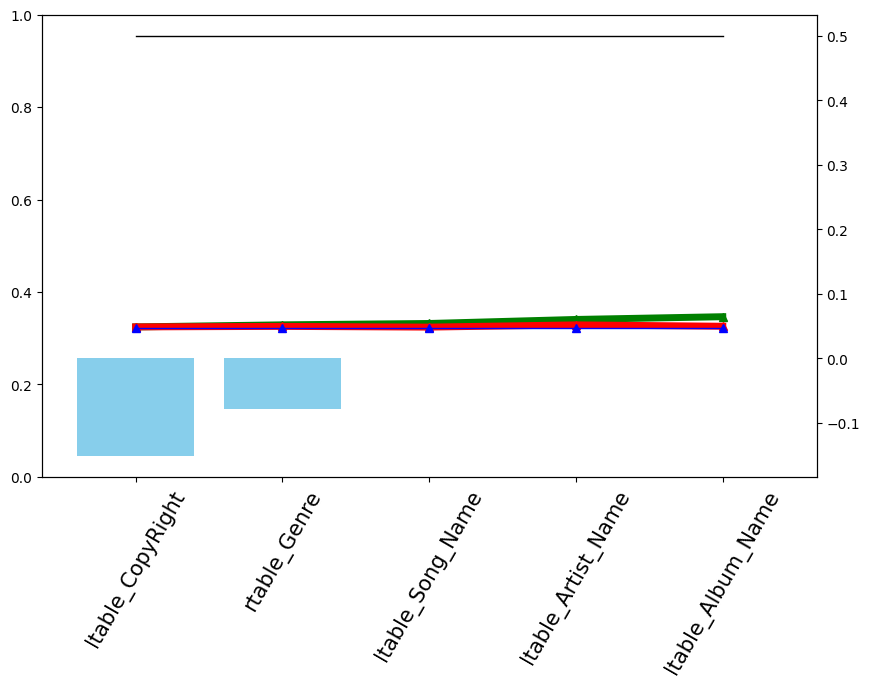 1.0
0.8
0.6
0.4
0.2
0.0
0.5
0.4
0.3
0.2
0.1
0.0
−0.1
ltable_CopyRight
rtable_Genre
ltable_Song_Name
ltable_Artist_Name
ltable_Album_Name